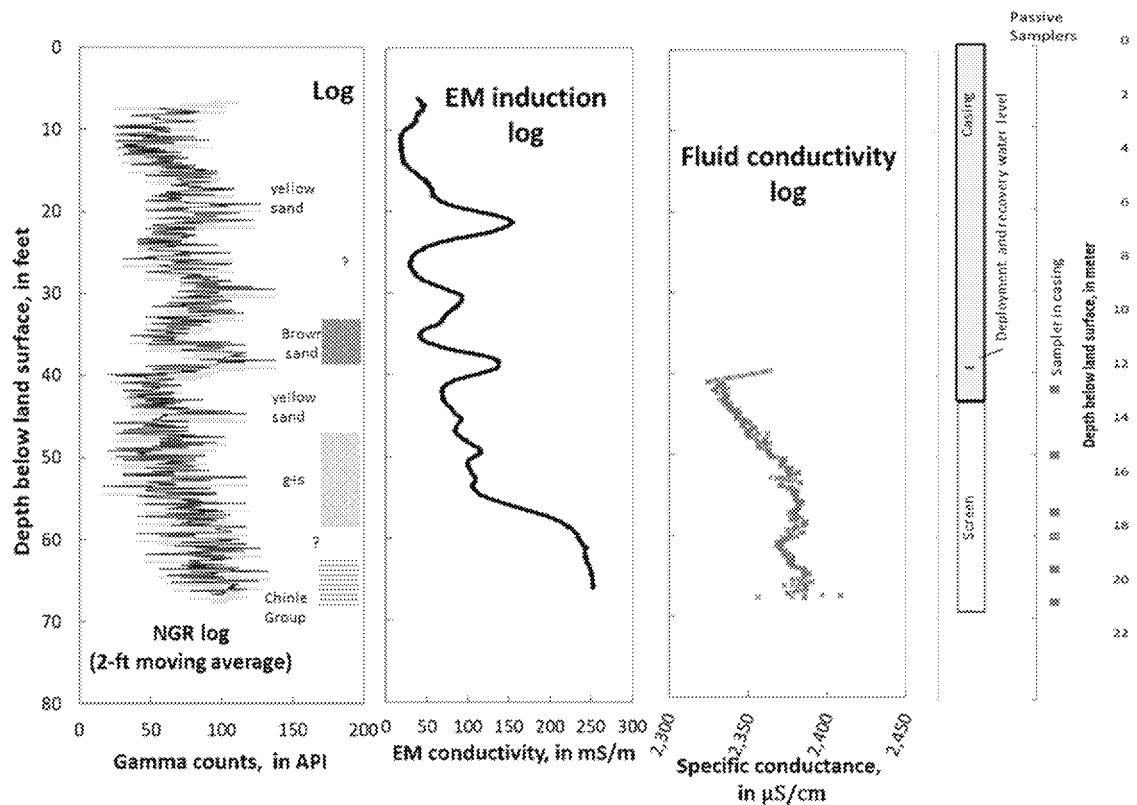 Passive
Samplers
0
10
20
30
40
50
60
70
80
Depth below land surface, in feet
Log
yellow
sand
?
Brown
sand
yellow
sand
g+s
?
Chinle
Group
NGR log
(2-ft moving average)
0 50 100 150 200
Gamma counts, in API
EM induction
log
0 50 100 150 200 250 300
EM conductivity, in mS/m
Fluid conductivity
log
2,300 2,350 2,400 2,450
Specific conductance,
in µS/cm
Casing
Screen
Deployment and recovery water level
Sampler in casing
Depth below land surface, in meter
0
2
4
6
8
10
12
14
16
18
20
22